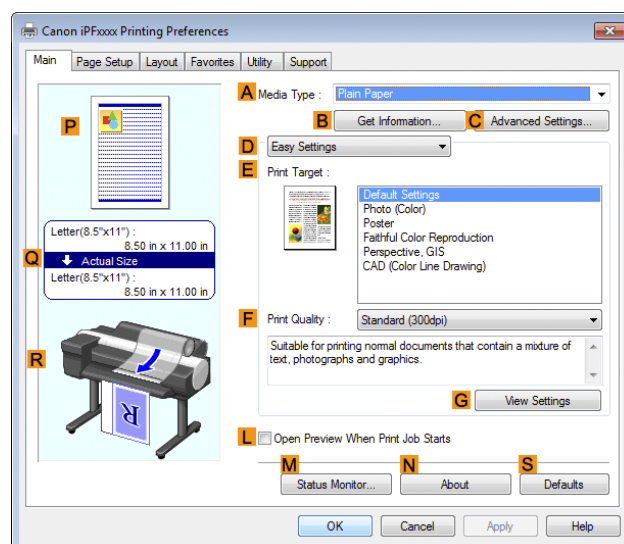 Canon iPFxxxx Printing Preferences
Main Page Setup Layout Favorites Utility Support
P
A Media Type : Plain Paper
B Get Information... C Advanced Settings...
D Easy Settings
E Print Target :
Default Settings
Photo (Color)
Poster
Faithful Color Reproduction
Perspective, GIS
CAD (Color Line Drawing)
Letter(8.5"x11") :
8.50 in x 11.00 in
Q Actual Size
Letter(8.5"x11") :
8.50 in x 11.00 in
F Print Quality : Standard (300dpi)
Suitable for printing normal documents that contain a mixture of
text, photographs and graphics.
R
R
G View Settings
L Open Preview When Print Job Starts
M N S
Status Monitor... About Defaults
OK Cancel Apply Help